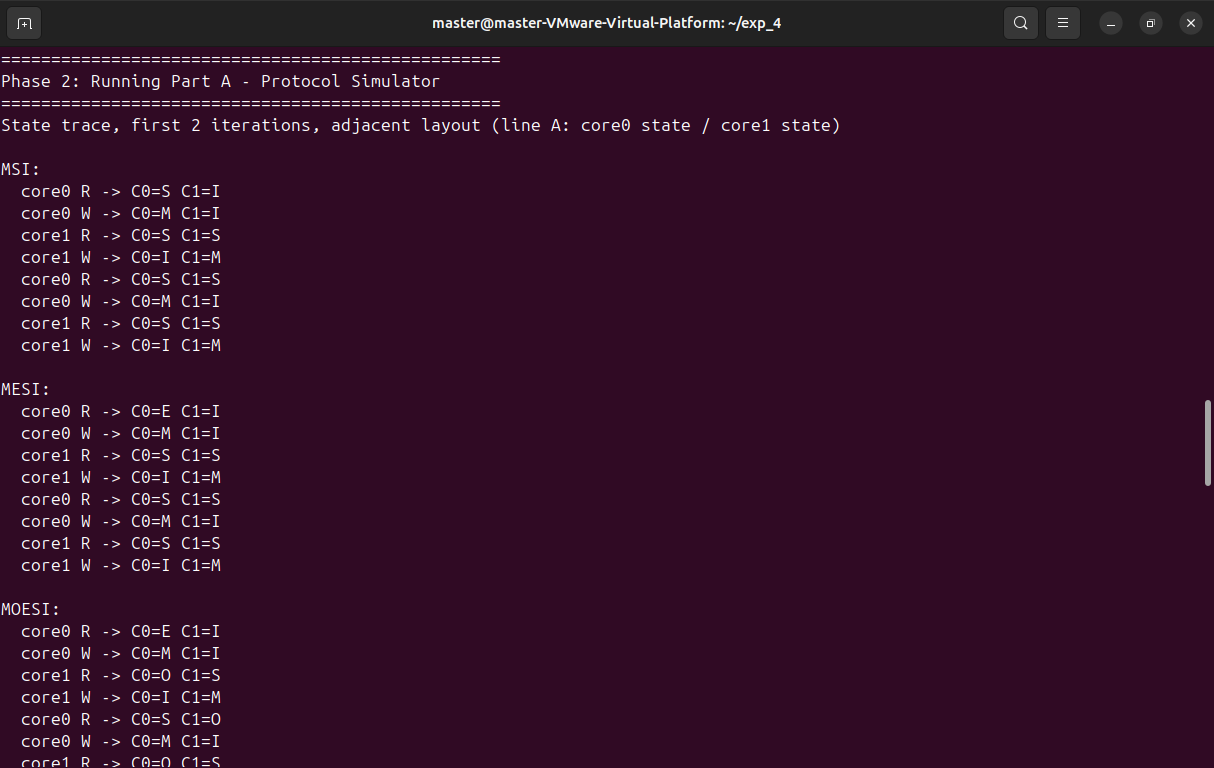 master@master-VMware-Virtual-Platform: ~/exp_4
==================================================
Phase 2: Running Part A - Protocol Simulator
==================================================
State trace, first 2 iterations, adjacent layout (line A: core0 state / core1 state)
MSI:
core0 R -> C0=S C1=I
core0 W -> C0=M C1=I
core1 R -> C0=S C1=S
core1 W -> C0=I C1=M
core0 R -> C0=S C1=S
core0 W -> C0=M C1=I
core1 R -> C0=S C1=S
core1 W -> C0=I C1=M
MESI:
core0 R -> C0=E C1=I
core0 W -> C0=M C1=I
core1 R -> C0=S C1=S
core1 W -> C0=I C1=M
core0 R -> C0=S C1=S
core0 W -> C0=M C1=I
core1 R -> C0=S C1=S
core1 W -> C0=I C1=M
MOESI:
core0 R -> C0=E C1=I
core0 W -> C0=M C1=I
core1 R -> C0=O C1=S
core1 W -> C0=I C1=M
core0 R -> C0=S C1=O
core0 W -> C0=M C1=I
core1 R -> C0=O C1=S